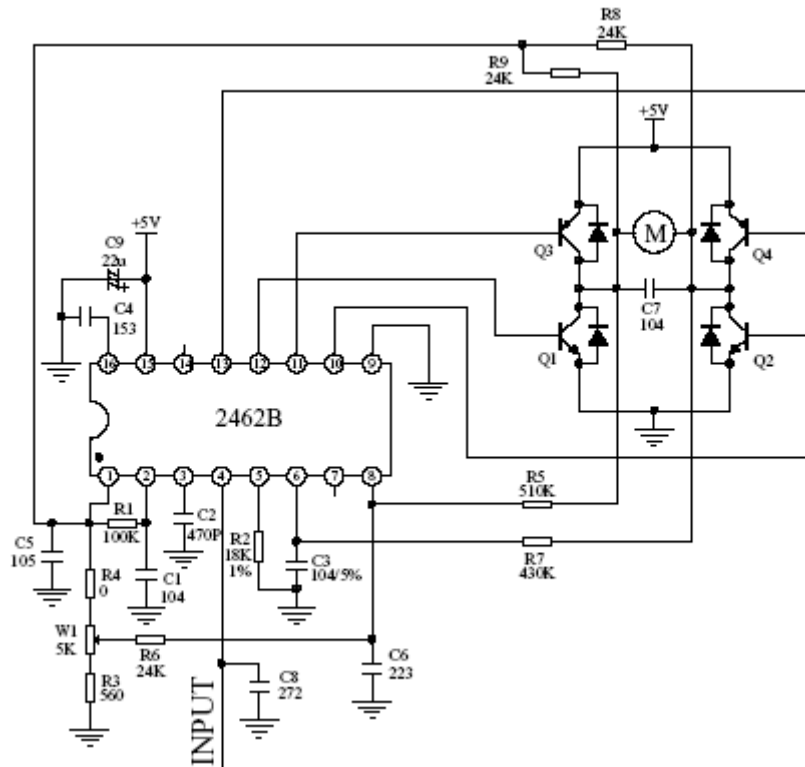 R8
24K
R9
24K
+5V
+5V
C9
22u
+
C4
153
Q3
M
Q4
C7
104
Q1
Q2
16
15
14
13
12
11
10
9
2462B
1
2
3
4
5
6
7
8
R5
510K
R1
100K
C2
470P
R2
18K
1%
C3
104/5%
R7
430K
C5
105
R4
0
C1
104
W1
5K
R6
24K
R3
560
C8
272
C6
223
INPUT